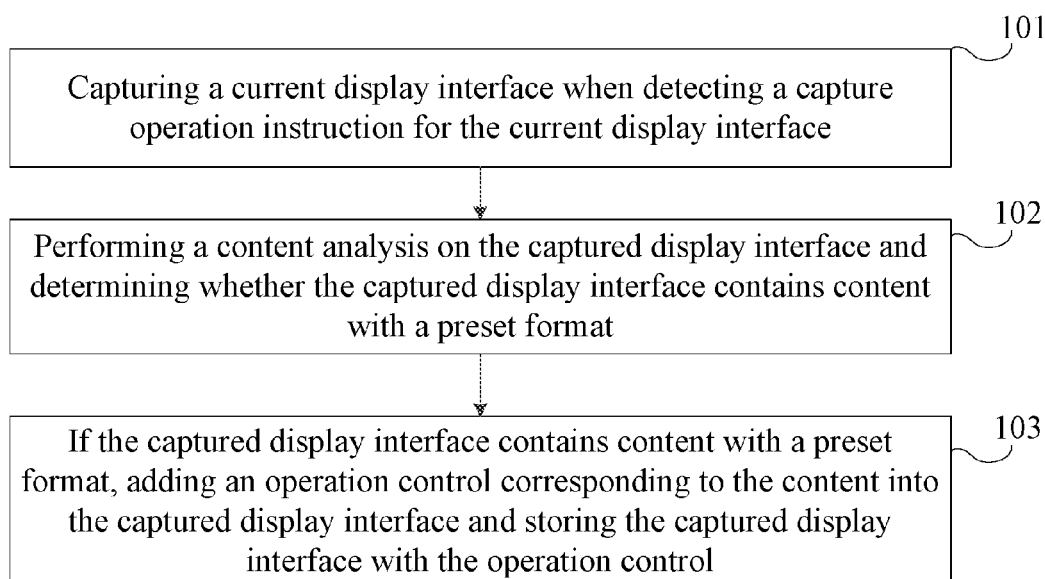 101
Capturing a current display interface when detecting a capture
operation instruction for the current display interface
102
Performing a content analysis on the captured display interface and
determining whether the captured display interface contains content
with a preset format
103
If the captured display interface contains content with a preset
format, adding an operation control corresponding to the content into
the captured display interface and storing the captured display
interface with the operation control